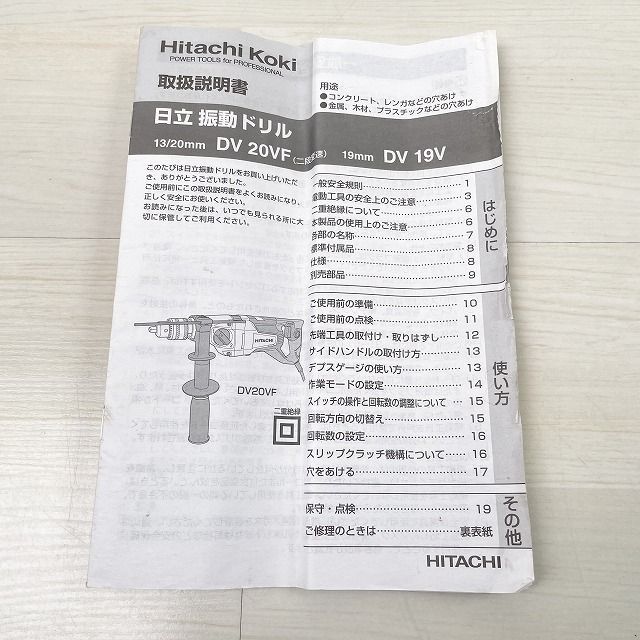 Hitachi Koki
POWER TOOLS for PROFESSIONAL
取扱説明書
用途
●コンクリート、レンガなどの穴あけ
●金属、木材、プラスチックなどの穴あけ
日立 振動ドリル
13/20mm DV 20VF(二段変速) 19mm DV 19V
このたびは日立振動ドリルをお買い上げいただ
き、ありがとうございました。
ご使用前にこの取扱説明書をよくお読みになり、
正しく安全にお使いください。
お読みになった後は、いつでも見られる所に大
切に保管してご利用ください。
HITACHI
DV20VF
二重絶縁
はじめに
一般安全規則 1
電動工具の安全上のご注意 3
二重絶縁について 6
本製品の使用上のご注意 6
各部の名称 7
標準付属品 8
仕様 8
別売部品 9
使い方
ご使用前の準備 10
ご使用前の点検 11
先端工具の取付け・取りはずし 12
サイドハンドルの取付け方 13
デプスゲージの使い方 13
作業モードの設定 14
スイッチの操作と回転数の調整について 15
回転方向の切替え 15
回転数の設定 16
スリップクラッチ機構について 16
穴をあける 17
その他
保守・点検 19
ご修理のときは 裏表紙
HITACHI